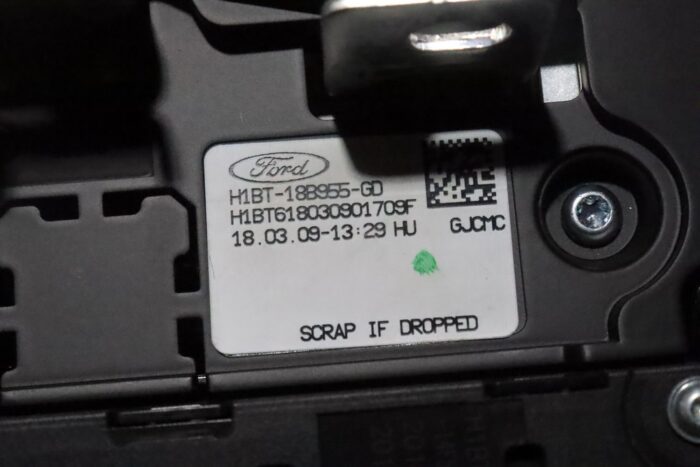 Ford
H1BT-18B955-GD
H1BT618030901709F
18.03.09-13:29 HU GJCMC
SCRAP IF DROPPED